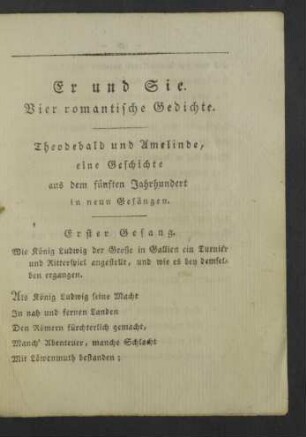 Er und Sie.
Vier romantische Gedichte.
Theodebald und Amelinde,
eine Geschichte
aus dem fünften Jahrhundert
in neun Gesängen.
Erster Gesang.
Wie König Ludwig der Große in Gallien ein Turnier
und Ritterspiel angestellt, und wie es bey demsel-
ben ergangen.
Als König Ludwig seine Macht
In nah und fernen Landen
Den Römern fürchterlich gemacht,
Manch' Abenteuer, manche Schlacht
Mit Löwenmuth bestanden;